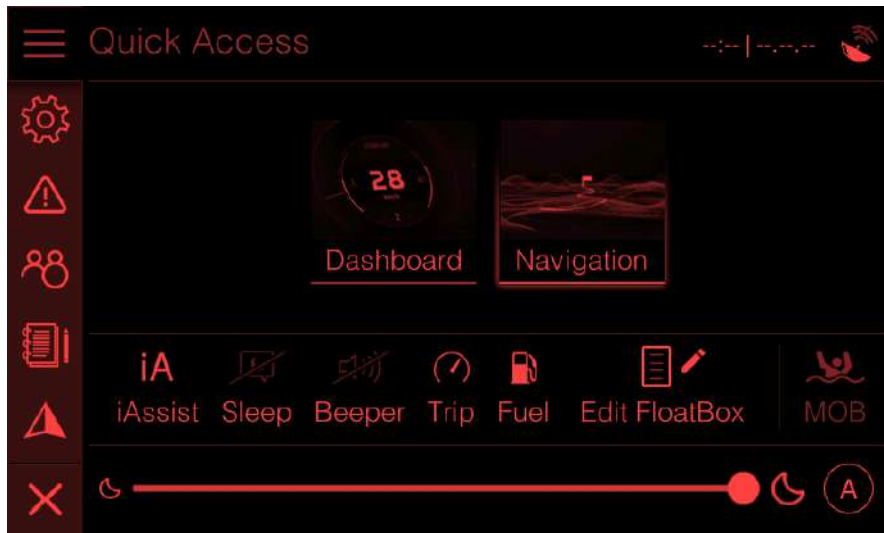 Quick Access
--:-- | --.--.--
28
Dashboard
Navigation
iA
iAssist
Sleep
Beeper
Trip
Fuel
Edit FloatBox
MOB
A